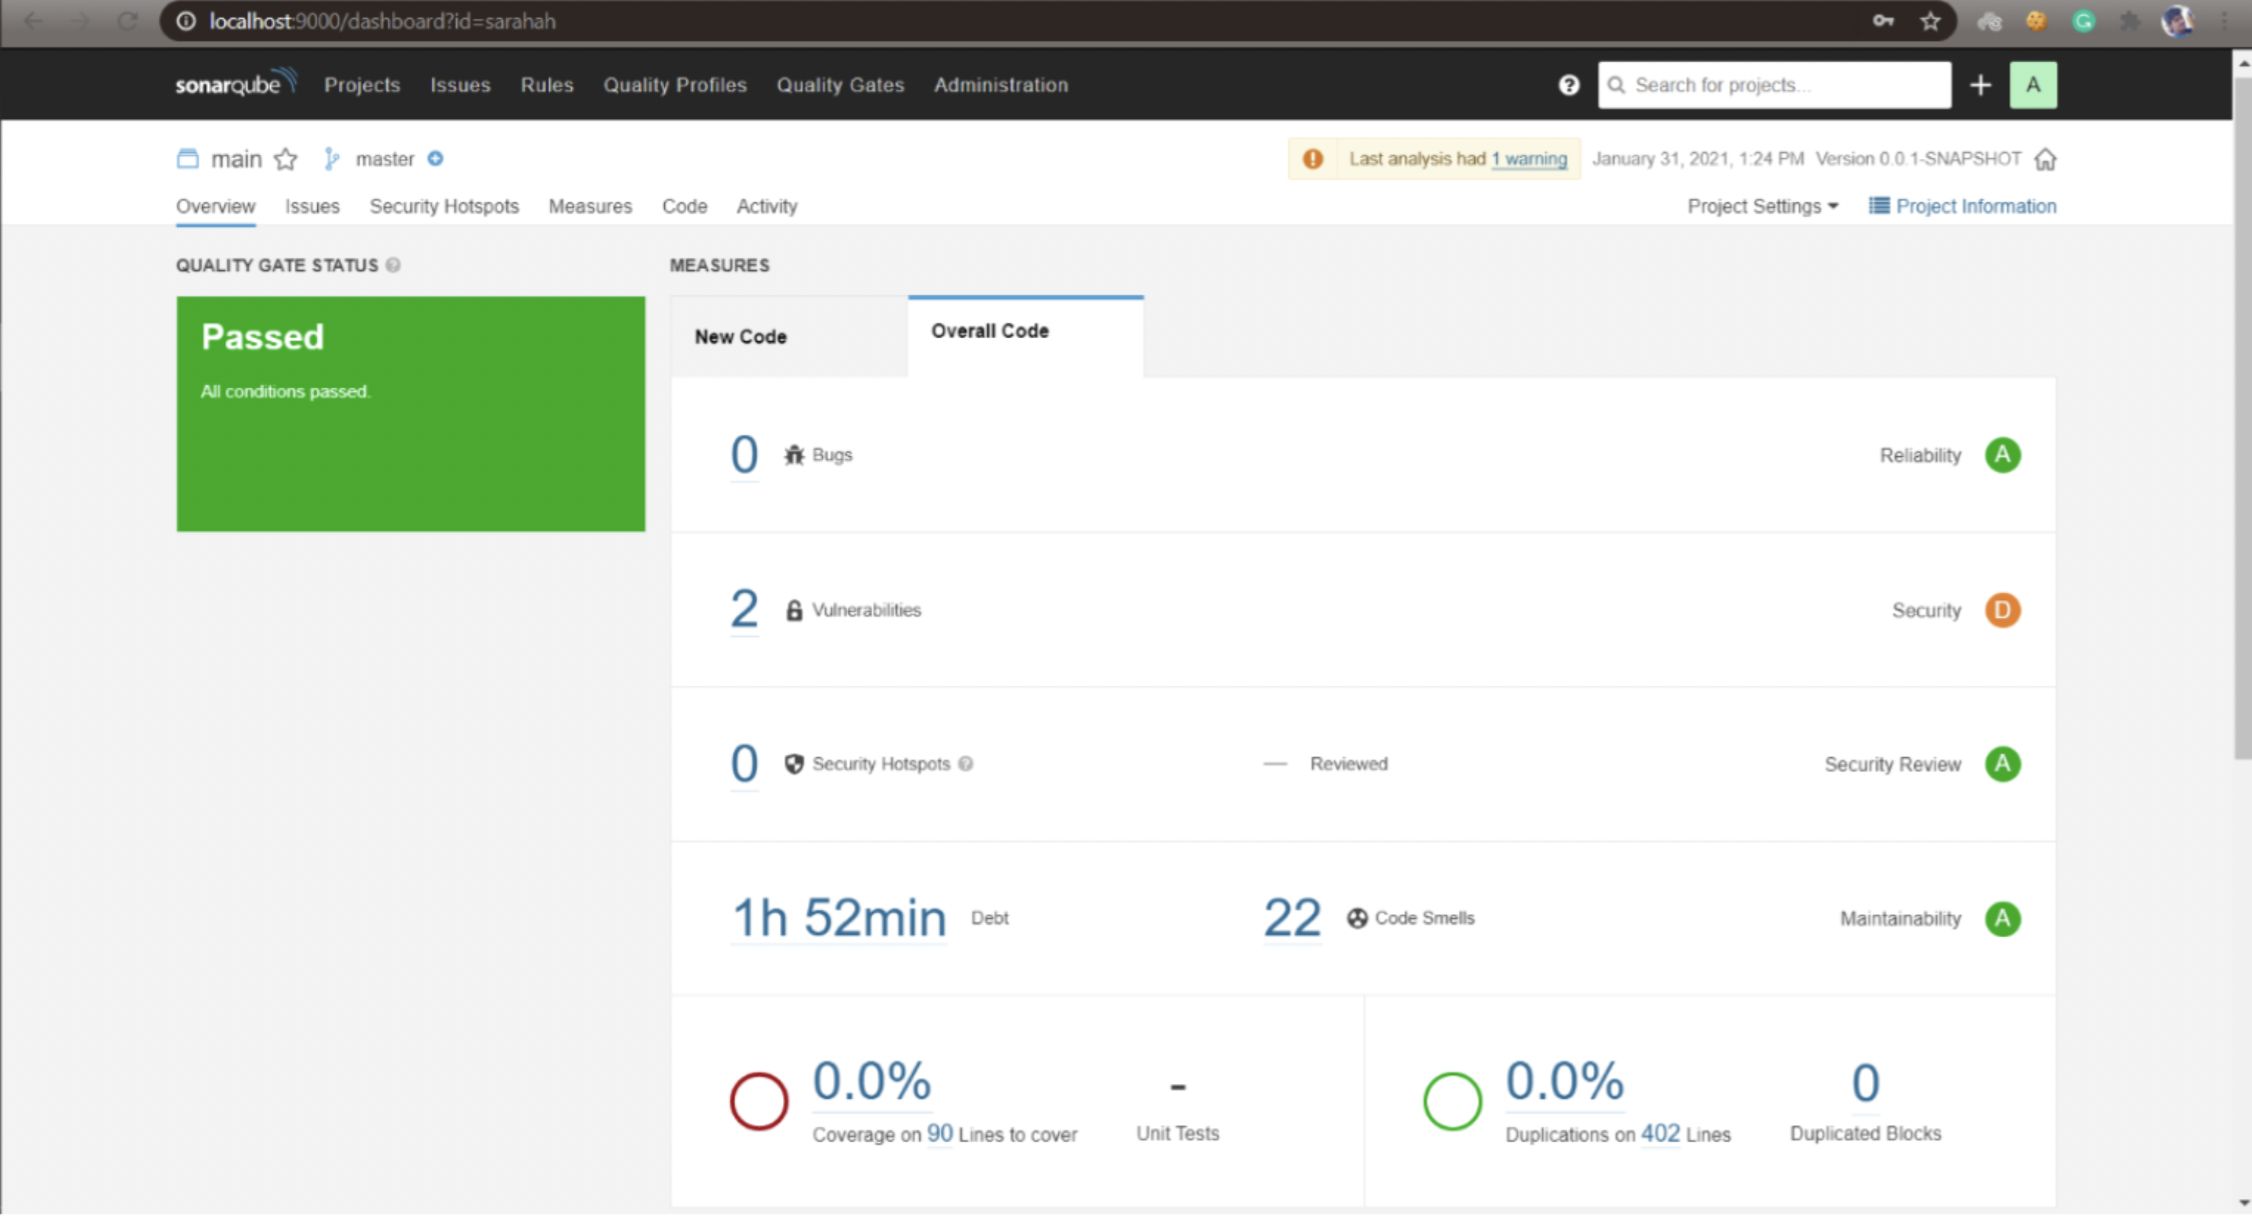 localhost:9000/dashboard?id=sarahah
sonarqube Projects Issues Rules Quality Profiles Quality Gates Administration ? Search for projects... + A
main master Last analysis had 1 warning January 31, 2021, 1:24 PM Version 0.0.1-SNAPSHOT
Overview Issues Security Hotspots Measures Code Activity Project Settings Project Information
QUALITY GATE STATUS ? MEASURES
Passed
All conditions passed.
New Code Overall Code
0 Bugs Reliability A
2 Vulnerabilities Security D
0 Security Hotspots ? — Reviewed Security Review A
1h 52min Debt 22 Code Smells Maintainability A
0.0% - 0.0% 0
Coverage on 90 Lines to cover Unit Tests Duplications on 402 Lines Duplicated Blocks